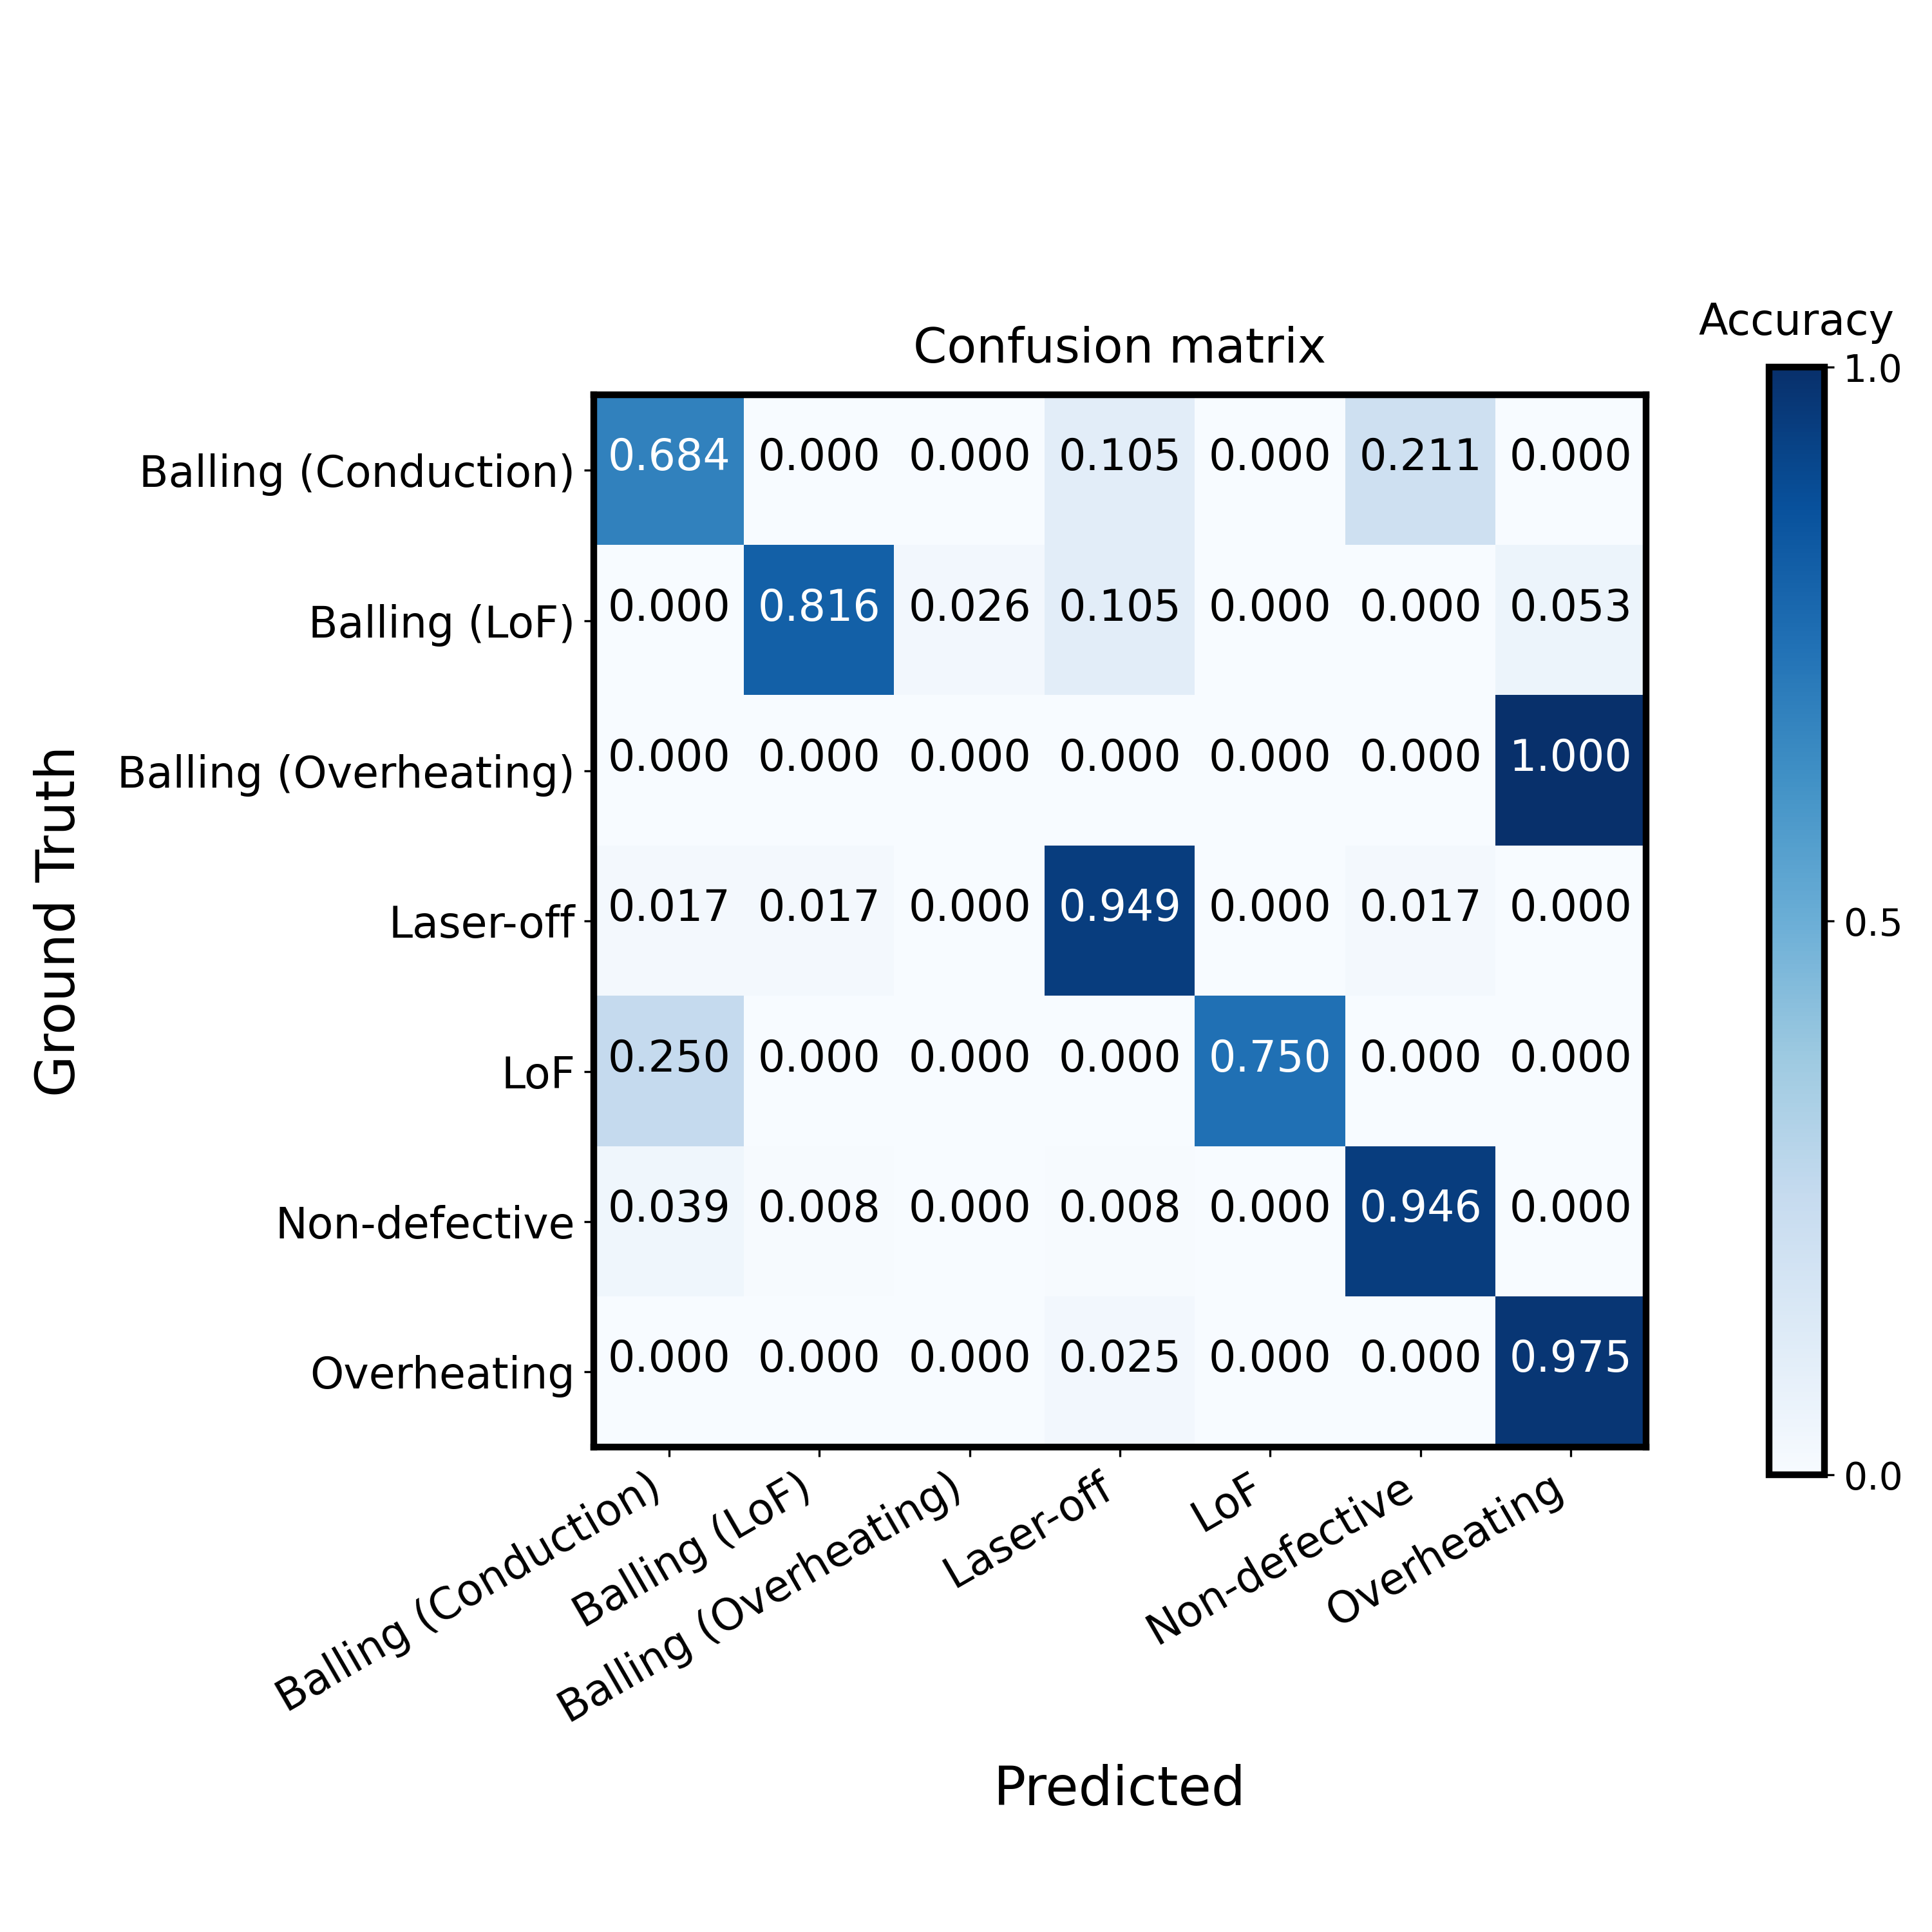 Accuracy
Confusion matrix
1.0
0.5
0.0
Ground Truth
Balling (Conduction) 0.684 0.000 0.000 0.105 0.000 0.211 0.000
Balling (LoF) 0.000 0.816 0.026 0.105 0.000 0.000 0.053
Balling (Overheating) 0.000 0.000 0.000 0.000 0.000 0.000 1.000
Laser-off 0.017 0.017 0.000 0.949 0.000 0.017 0.000
LoF 0.250 0.000 0.000 0.000 0.750 0.000 0.000
Non-defective 0.039 0.008 0.000 0.008 0.000 0.946 0.000
Overheating 0.000 0.000 0.000 0.025 0.000 0.000 0.975
Balling (Conduction)
Balling (LoF)
Balling (Overheating)
Laser-off
LoF
Non-defective
Overheating
Predicted